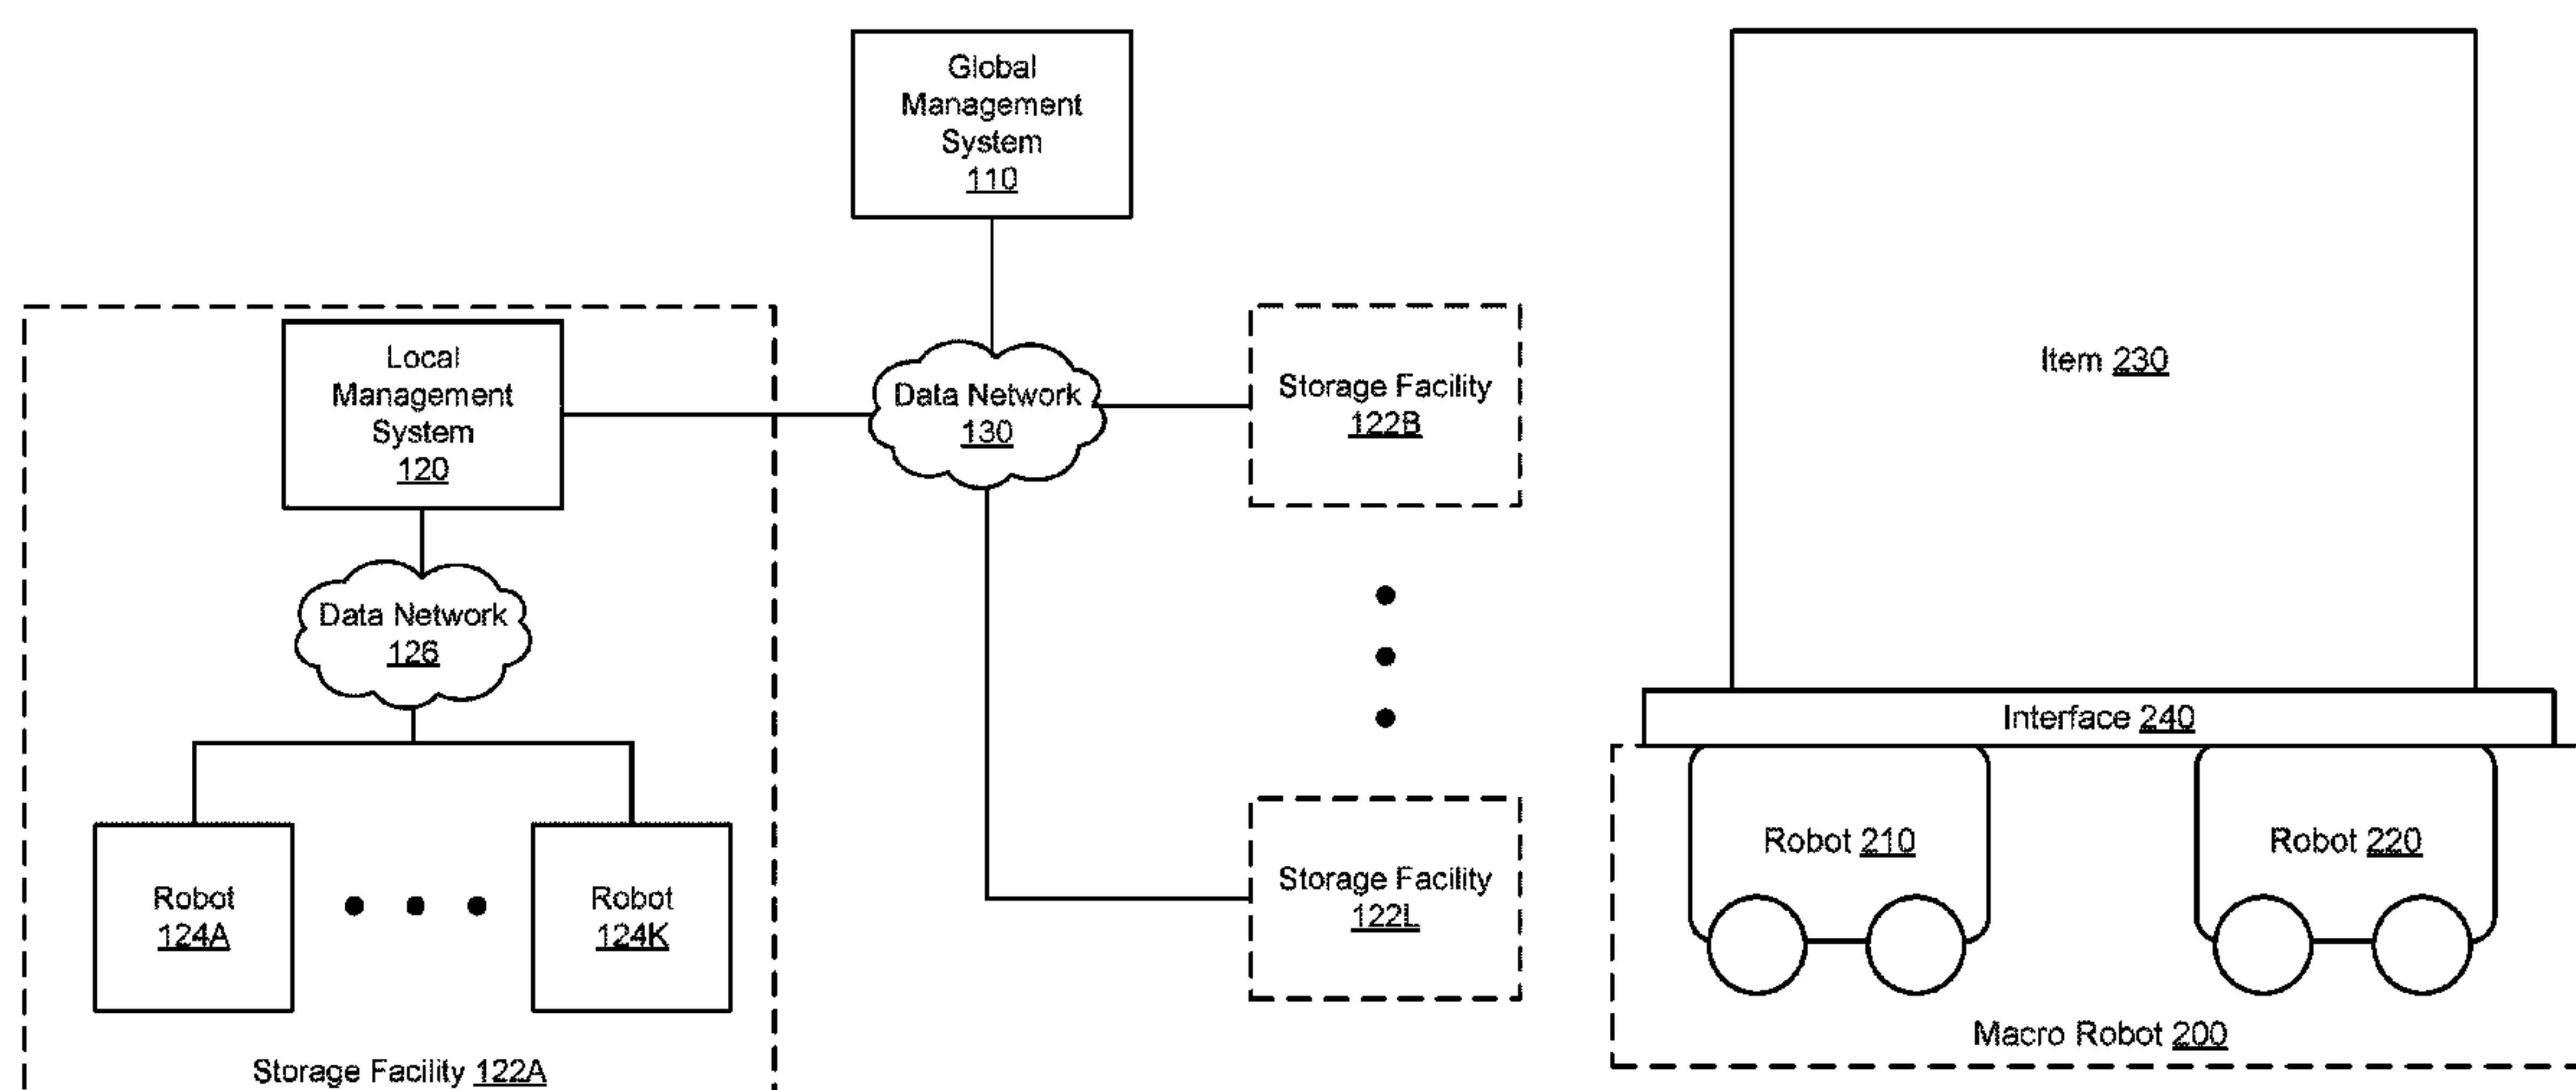 Global
Management
System
110
Local
Management
System
120
Data Network
130
Storage Facility
122B
Data Network
126
Robot
124A
Robot
124K
Storage Facility
122L
Storage Facility 122A
Item 230
Interface 240
Robot 210
Robot 220
Macro Robot 200